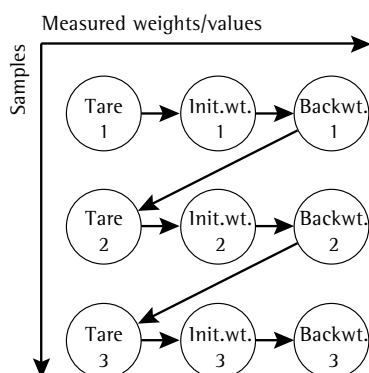 Measured weights/values
Samples
Tare
1
Init.wt.
1
Backwt.
1
Tare
2
Init.wt.
2
Backwt.
2
Tare
3
Init.wt.
3
Backwt.
3